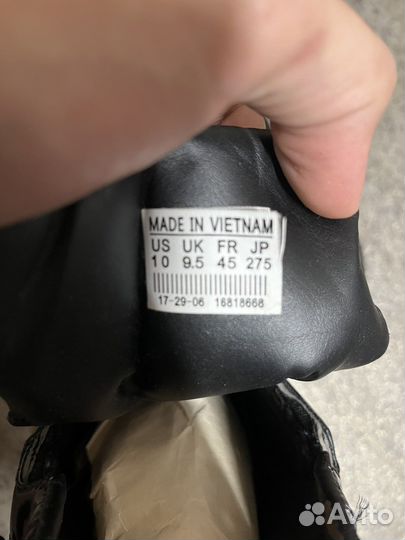 MADE IN VIETNAM
US UK FR JP
10 9.5 45 275
17-29-06 16818668
Avito